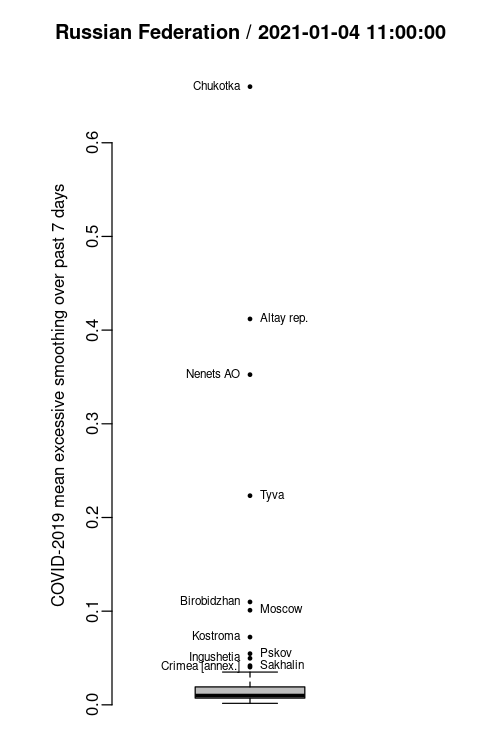 Russian Federation / 2021-01-04 11:00:00
Chukotka
0.6
0.5
0.4
0.3
0.2
0.1
0.0
COVID-2019 mean excessive smoothing over past 7 days
Altay rep.
Nenets AO
Tyva
Birobidzhan
Moscow
Kostroma
Pskov
Ingushetia
Crimea [annex.]
Sakhalin